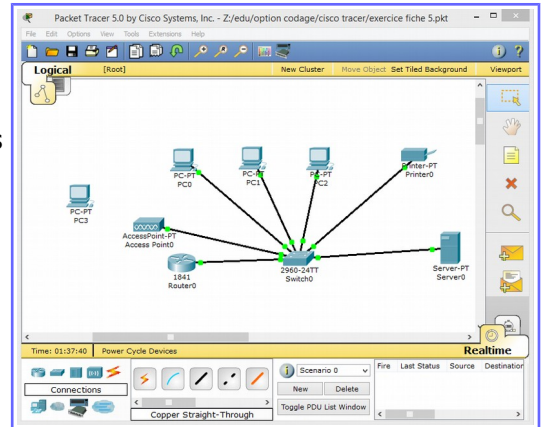 Packet Tracer 5.0 by Cisco Systems, Inc. - Z:/edu/option codage/cisco tracer/exercice fiche 5.pkt
File Edit Options View Tools Extensions Help
Logical [Root] New Cluster Move Object Set Tiled Background Viewport
s
PC-PT
PC0
PC-PT
PC1
PC-PT
PC2
Printer-PT
Printer0
PC-PT
PC3
AccessPoint-PT
Access Point0
1841
Router0
2960-24TT
Switch0
Server-PT
Server0
Time: 01:37:40 Power Cycle Devices Realtime
Connections
Copper Straight-Through
Scenario 0
New Delete
Toggle PDU List Window
Fire Last Status Source Destination